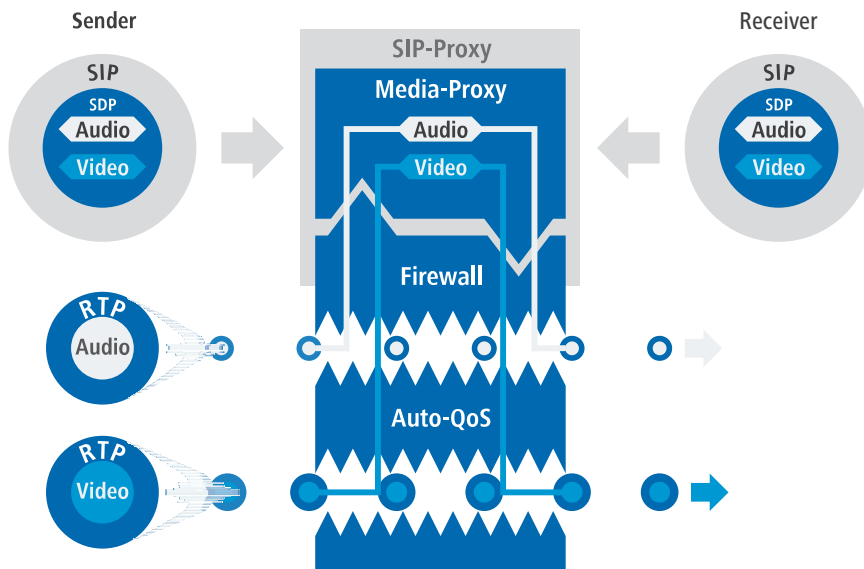 Sender
Receiver
SIP-Proxy
SIP
SDP
Audio
Video
Media-Proxy
Audio
Video
SIP
SDP
Audio
Video
Firewall
RTP
Audio
Auto-QoS
RTP
Video